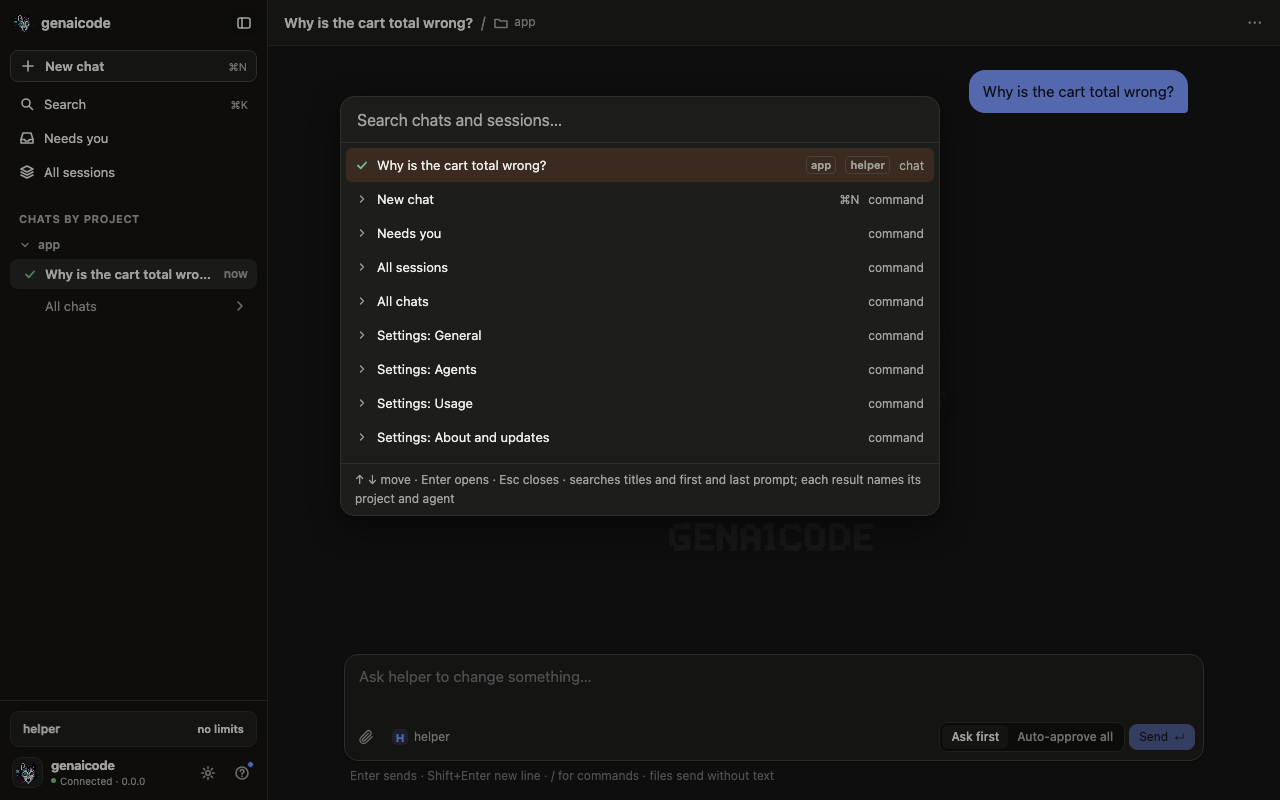 genaicode
New chat ⌘N
Search ⌘K
Needs you
All sessions
CHATS BY PROJECT
app
Why is the cart total wro... now
All chats
helper no limits
genaicode
Connected · 0.0.0
Why is the cart total wrong? / app
Why is the cart total wrong?
Search chats and sessions...
Why is the cart total wrong? app helper chat
New chat ⌘N command
Needs you command
All sessions command
All chats command
Settings: General command
Settings: Agents command
Settings: Usage command
Settings: About and updates command
↑ ↓ move · Enter opens · Esc closes · searches titles and first and last prompt; each result names its
project and agent
GENAICODE
Ask helper to change something...
H helper Ask first Auto-approve all Send ↵
Enter sends · Shift+Enter new line · / for commands · files send without text